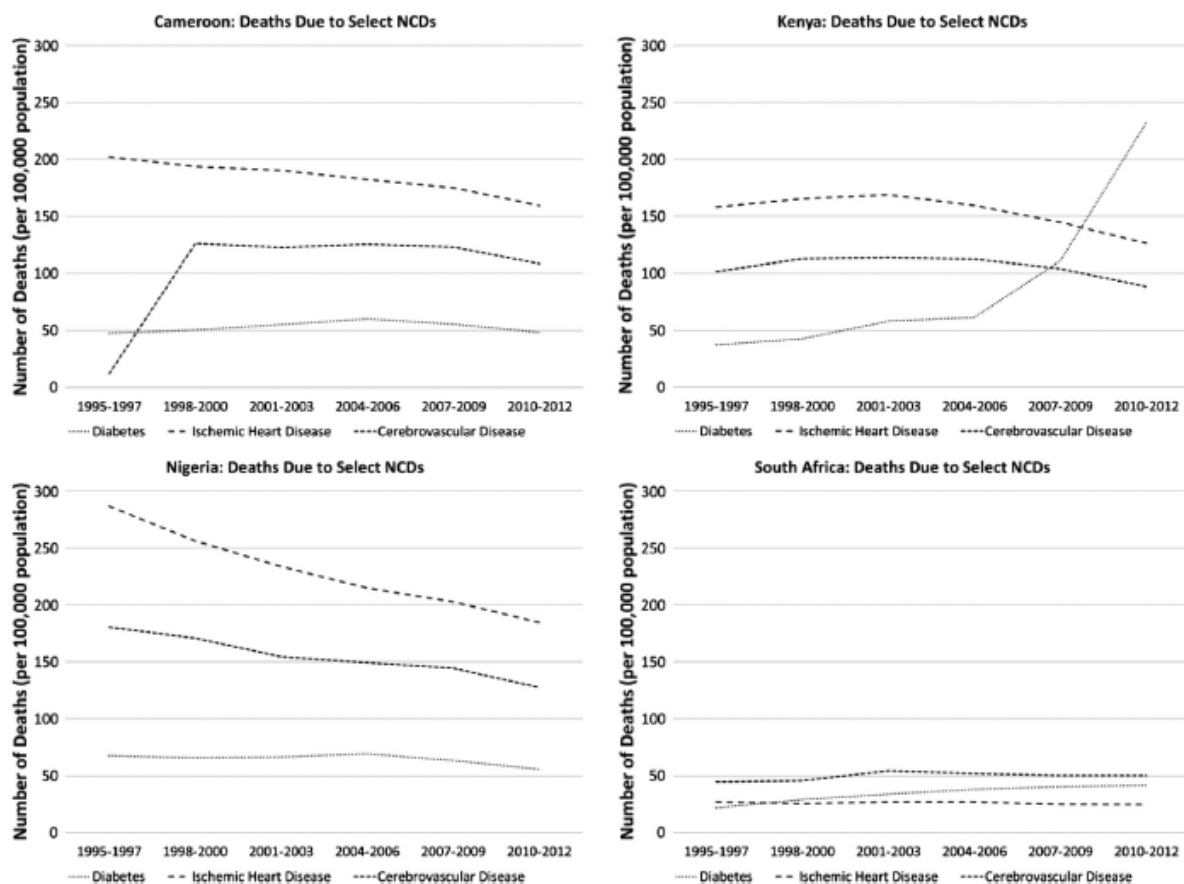 Cameroon: Deaths Due to Select NCDs
Number of Deaths (per 100,000 population)
300
250
200
150
100
50
0
1995-1997 1998-2000 2001-2003 2004-2006 2007-2009 2010-2012
Diabetes Ischemic Heart Disease Cerebrovascular Disease
Kenya: Deaths Due to Select NCDs
Number of Deaths (per 100,000 population)
300
250
200
150
100
50
0
1995-1997 1998-2000 2001-2003 2004-2006 2007-2009 2010-2012
Diabetes Ischemic Heart Disease Cerebrovascular Disease
Nigeria: Deaths Due to Select NCDs
Number of Deaths (per 100,000 population)
300
250
200
150
100
50
0
1995-1997 1998-2000 2001-2003 2004-2006 2007-2009 2010-2012
Diabetes Ischemic Heart Disease Cerebrovascular Disease
South Africa: Deaths Due to Select NCDs
Number of Deaths (per 100,000 population)
300
250
200
150
100
50
0
1995-1997 1998-2000 2001-2003 2004-2006 2007-2009 2010-2012
Diabetes Ischemic Heart Disease Cerebrovascular Disease